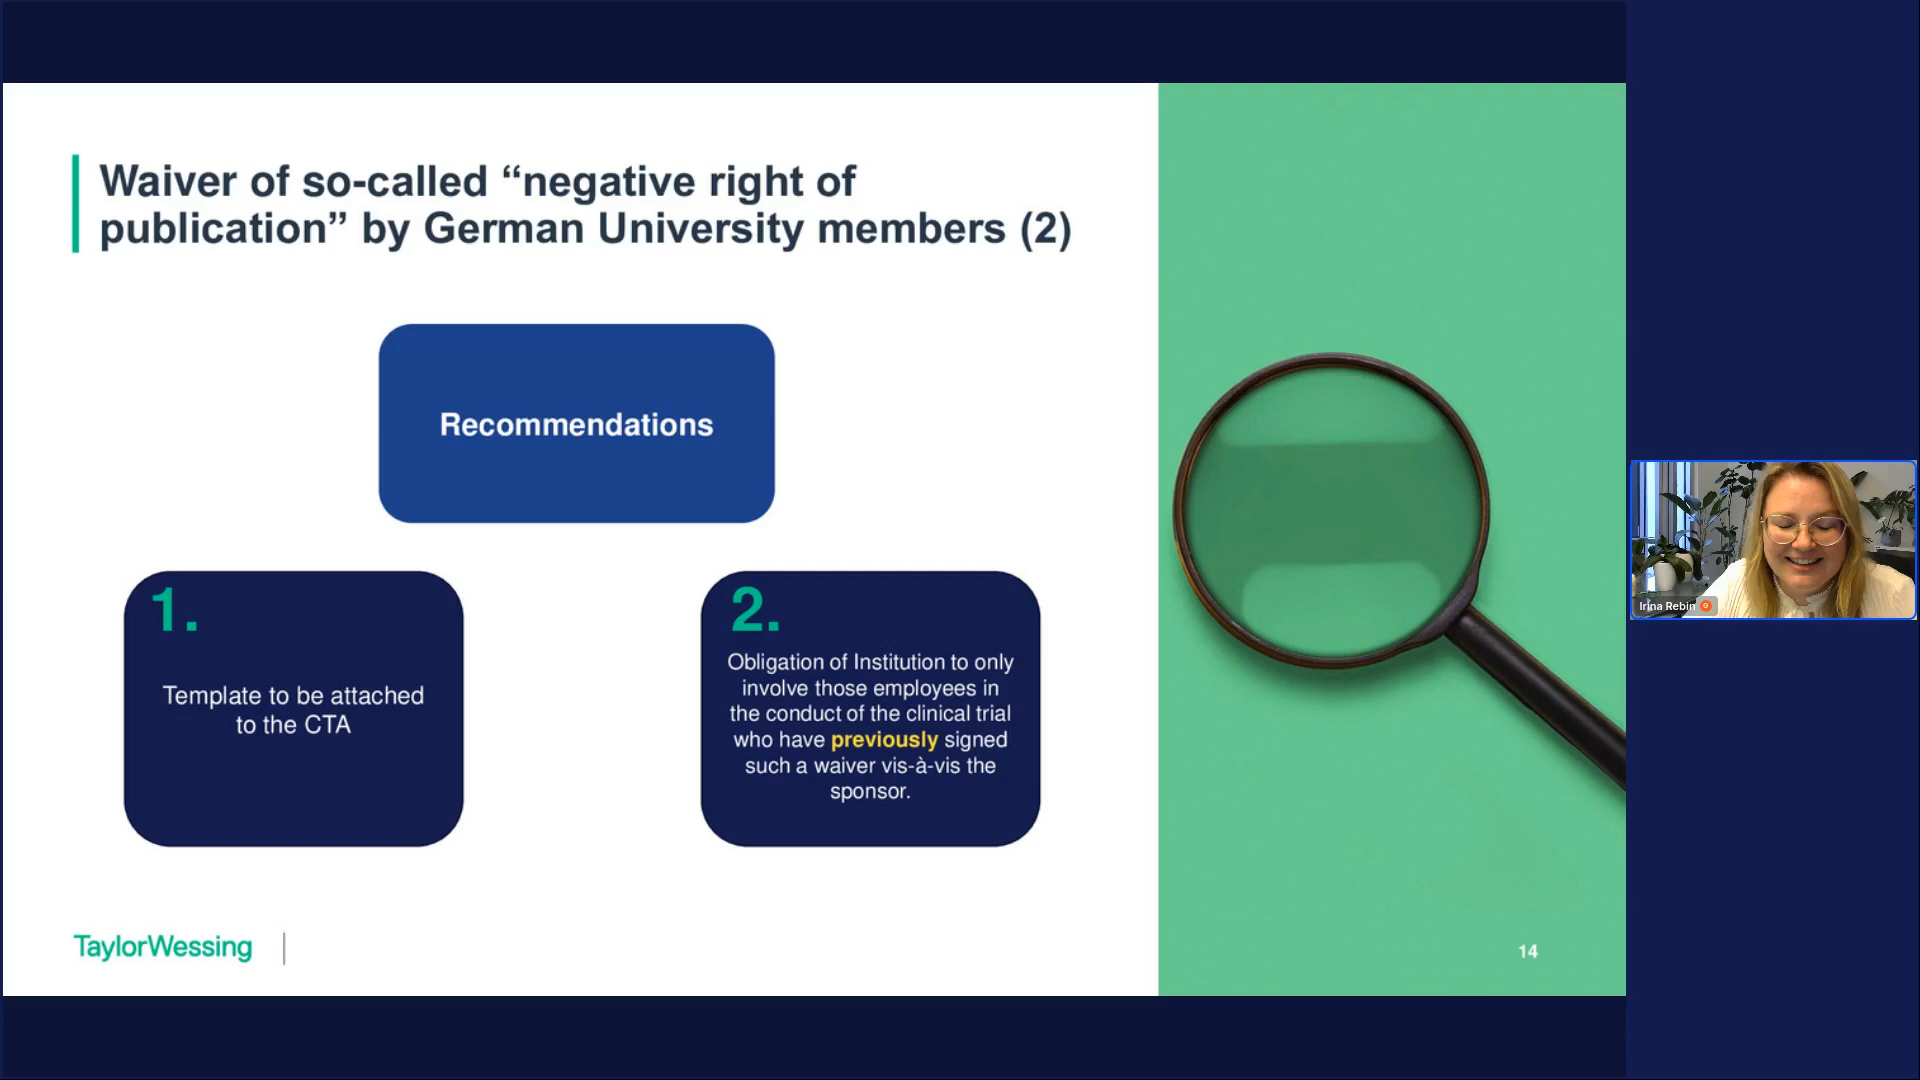 Waiver of so-called “negative right of
publication” by German University members (2)
Recommendations
1.
Template to be attached
to the CTA
2.
Obligation of Institution to only
involve those employees in
the conduct of the clinical trial
who have previously signed
such a waiver vis-à-vis the
sponsor.
TaylorWessing
14
Irina Rebin